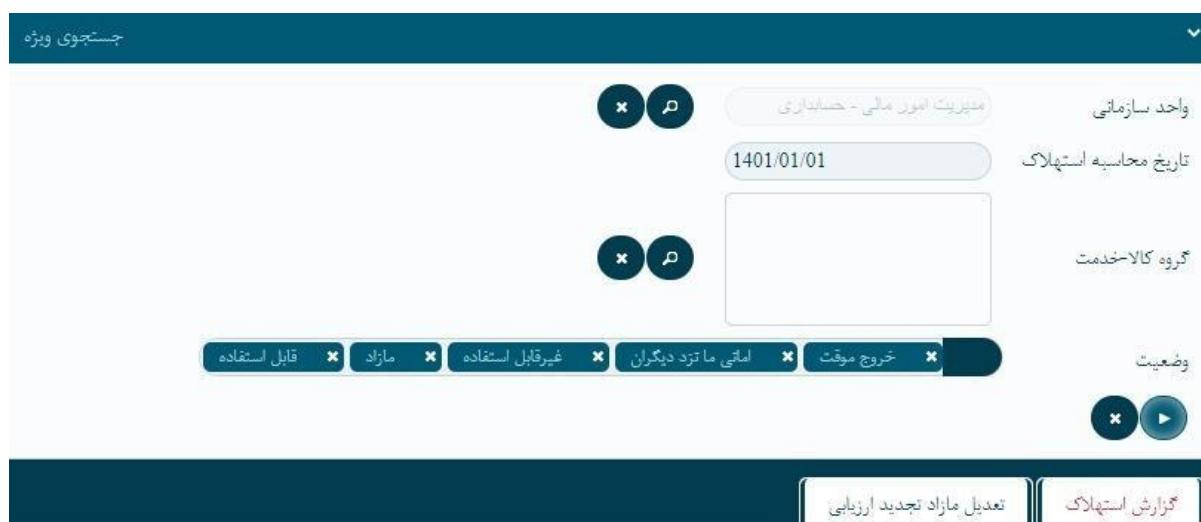 جستجوی ویژه
واحد سازمانی مدیریت امور مالی - حسابداری
تاریخ محاسبه استهلاک 1401/01/01
گروه کالا-خدمت
وضعیت خروج موقت امانی ما نزد دیگران غیرقابل استفاده مازاد قابل استفاده
گزارش استهلاک تعدیل مازاد تجدید ارزیابی